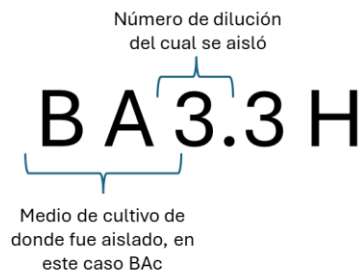 Número de dilución
del cual se aisló
B A 3.3 H
Medio de cultivo de
donde fue aislado, en
este caso BAc